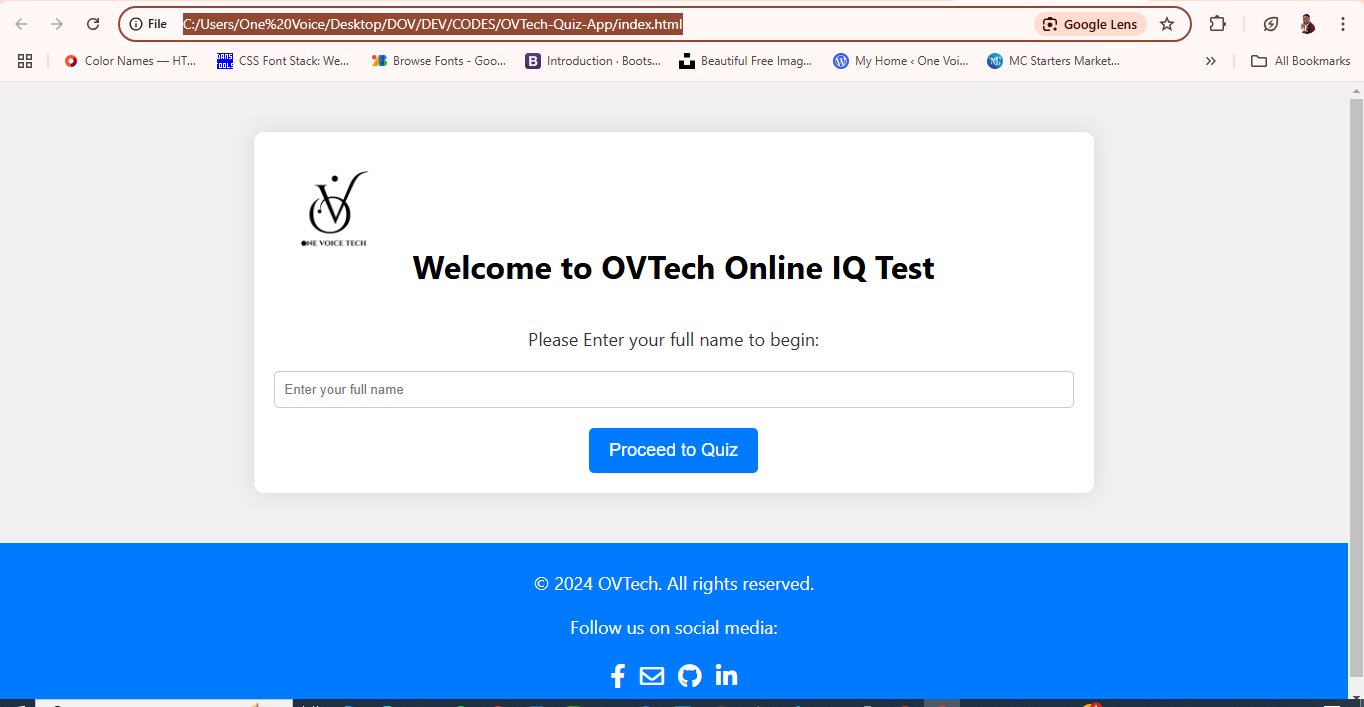 File C:/Users/One%20Voice/Desktop/DOV/DEV/CODES/OVTech-Quiz-App/index.html Google Lens
Color Names — HT... CSS Font Stack: We... Browse Fonts - Goo... Introduction · Boots... Beautiful Free Imag... My Home ‹ One Voi... MC Starters Market... » All Bookmarks
ONE VOICE TECH
Welcome to OVTech Online IQ Test
Please Enter your full name to begin:
Enter your full name
Proceed to Quiz
© 2024 OVTech. All rights reserved.
Follow us on social media: